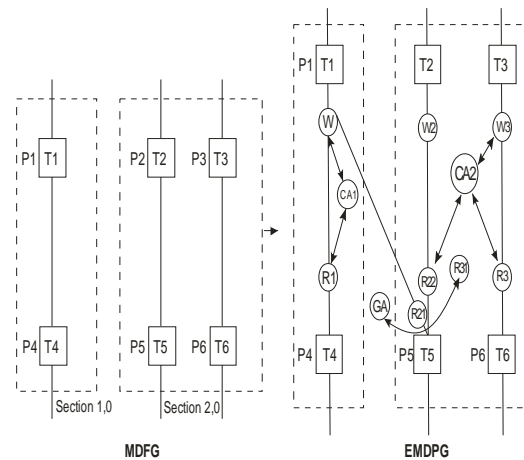 P1 T1
P2 T2
P3 T3
P4 T4
P5 T5
P6 T6
Section 1,0
Section 2,0
MDFG
P1 T1
T2
T3
W
W2
W3
CA1
CA2
R1
R22
R31
R3
GA
R21
P4 T4
P5 T5
P6 T6
EMDPG